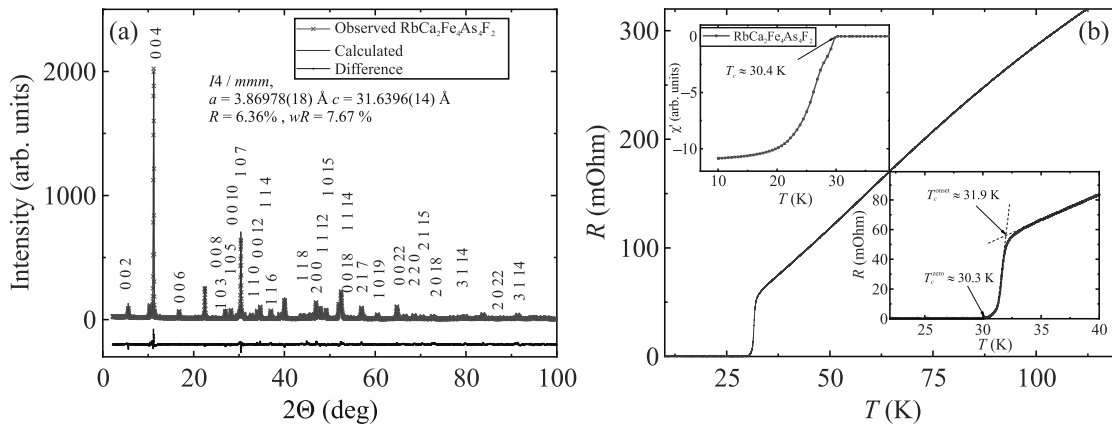 (a)
Observed RbCa₂Fe₄As₄F₂
Calculated
Difference
I4 / mmm,
a = 3.86978(18) Å c = 31.6396(14) Å
R = 6.36% , wR = 7.67 %
Intensity (arb. units)
2000
1000
0
0 0 2
0 0 4
0 0 6
1 0 3
0 0 8
1 0 5
0 0 10
1 0 7
1 1 0
0 0 12
1 1 4
1 1 6
1 1 8
2 0 0
1 1 12
1 0 15
0 0 18
1 1 14
2 1 7
1 0 19
0 0 22
2 2 0
2 1 15
2 0 18
3 1 14
2 0 22
3 1 14
0 20 40 60 80 100
2Θ (deg)
(b)
R (mOhm)
300
200
100
0
25 50 75 100
T (K)
RbCa₂Fe₄As₄F₂
T_c ≈ 30.4 K
χ' (arb. units)
0
−5
−10
10 20 30
T (K)
T_c^onset ≈ 31.9 K
T_c^zero ≈ 30.3 K
R (mOhm)
80
60
40
20
0
25 30 35 40
T (K)